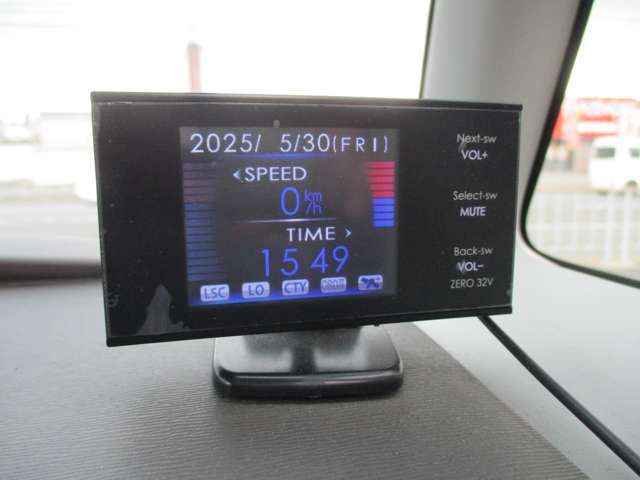 2025/ 5/30(FRI)
SPEED
0 km/h
TIME
15 49
LSC LO CTY
Next-sw
VOL+
Select-sw
MUTE
Back-sw
VOL−
ZERO 32V